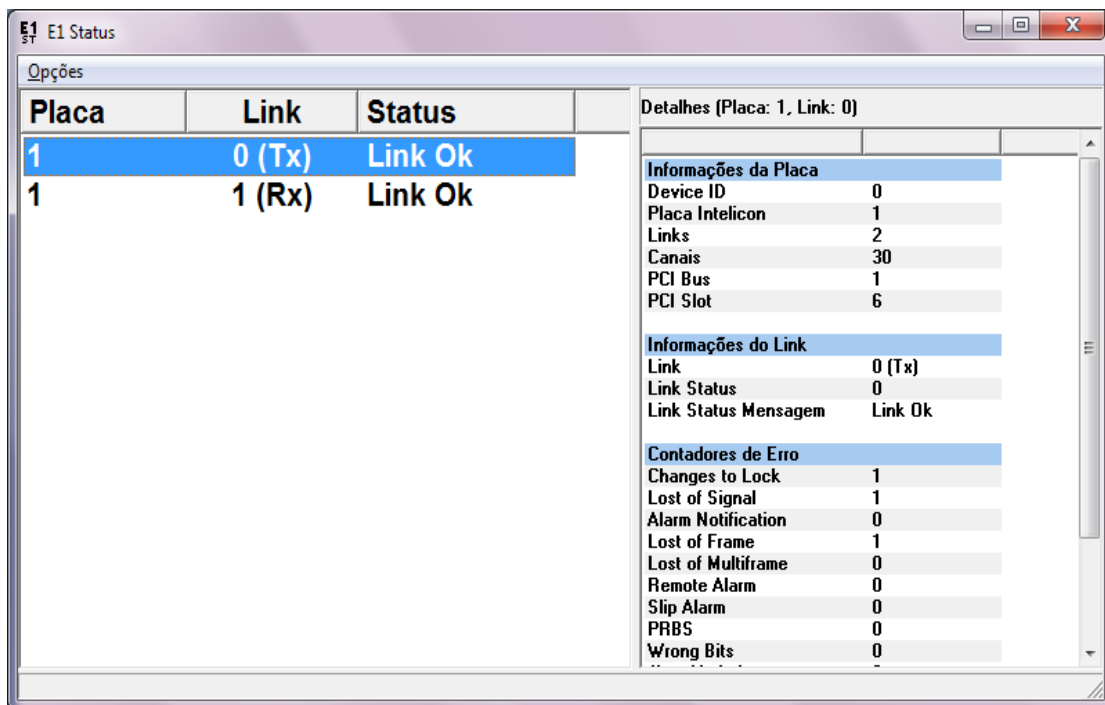 E1 ST E1 Status
Opções
Placa Link Status
1 0 (Tx) Link Ok
1 1 (Rx) Link Ok
Detalhes (Placa: 1, Link: 0)
Informações da Placa
Device ID 0
Placa Intelicon 1
Links 2
Canais 30
PCI Bus 1
PCI Slot 6
Informações do Link
Link 0 (Tx)
Link Status 0
Link Status Mensagem Link Ok
Contadores de Erro
Changes to Lock 1
Lost of Signal 1
Alarm Notification 0
Lost of Frame 1
Lost of Multiframe 0
Remote Alarm 0
Slip Alarm 0
PRBS 0
Wrong Bits 0